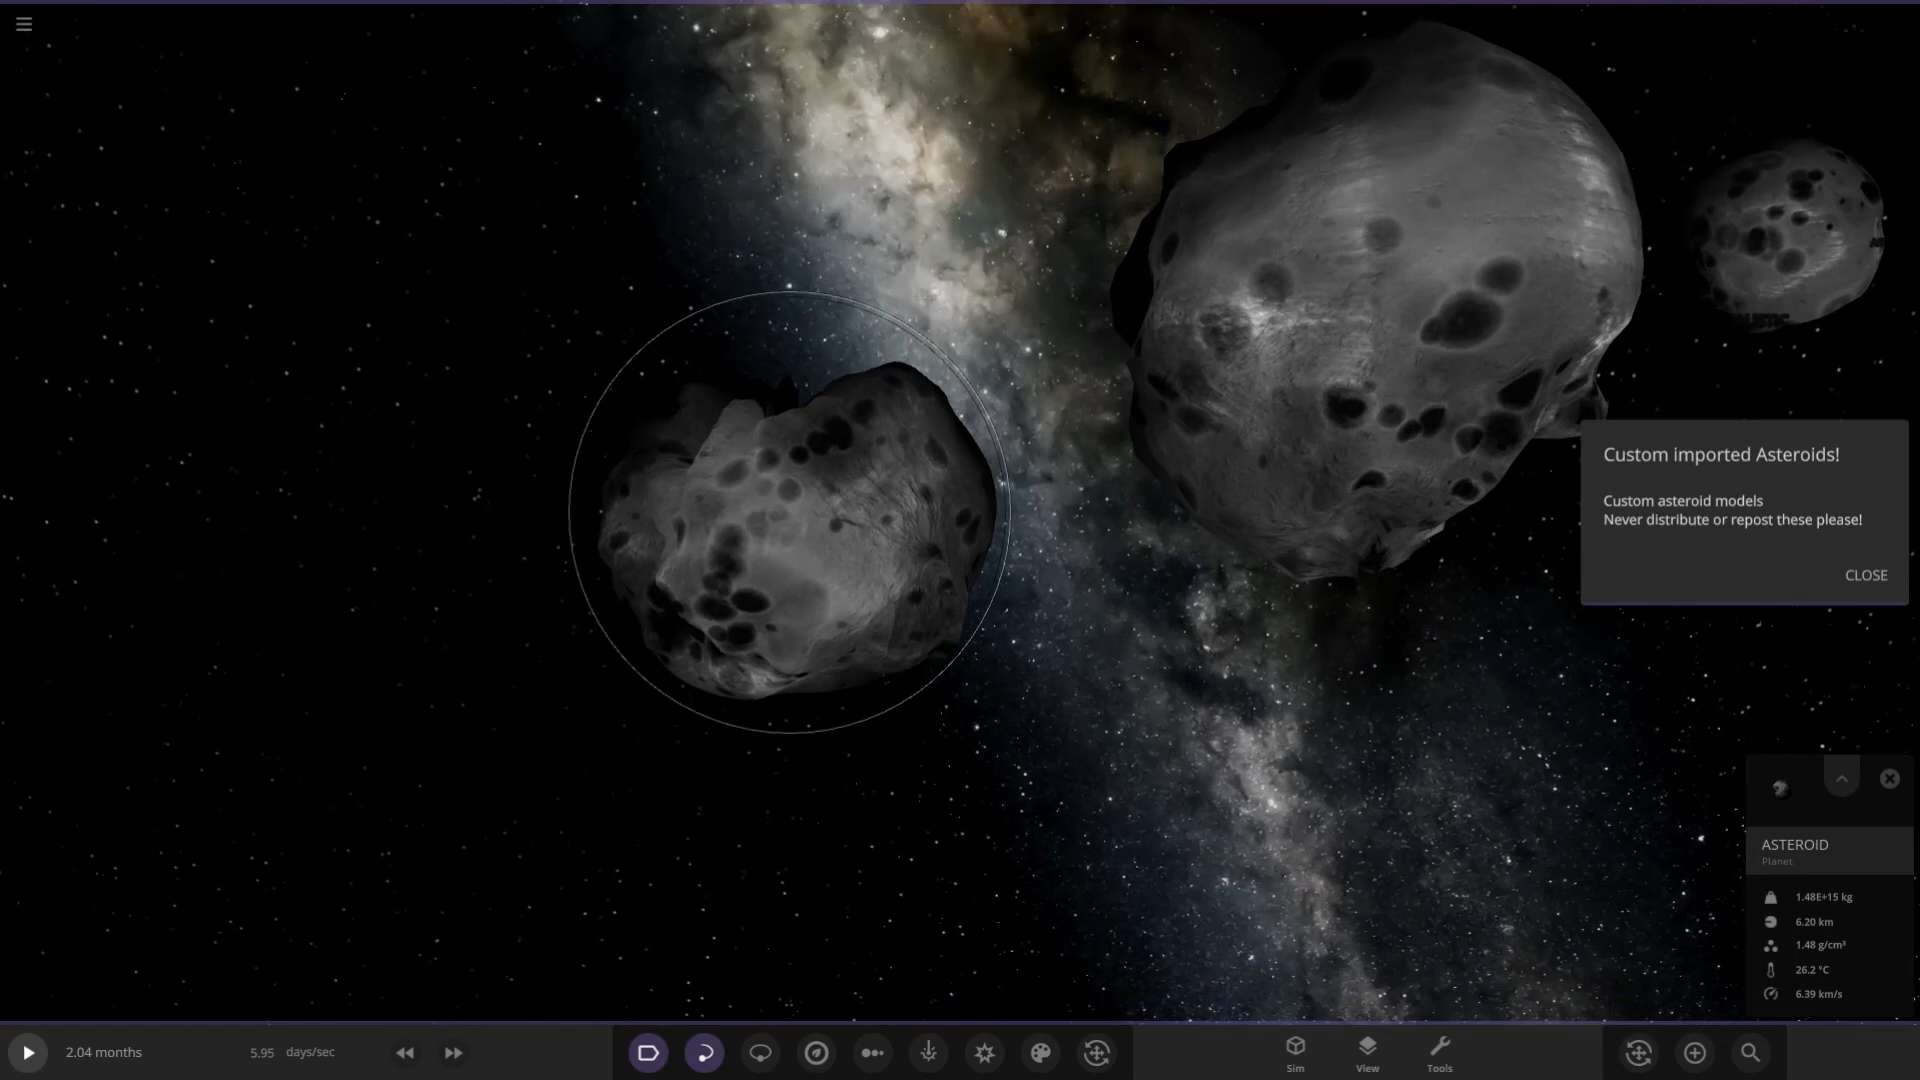 Custom imported Asteroids!
Custom asteroid models
Never distribute or repost these please!
CLOSE
ASTEROID
Planet
1.48E+15 kg
6.20 km
1.48 g/cm³
26.2 °C
6.39 km/s
2.04 months
5.95 days/sec
Sim
View
Tools